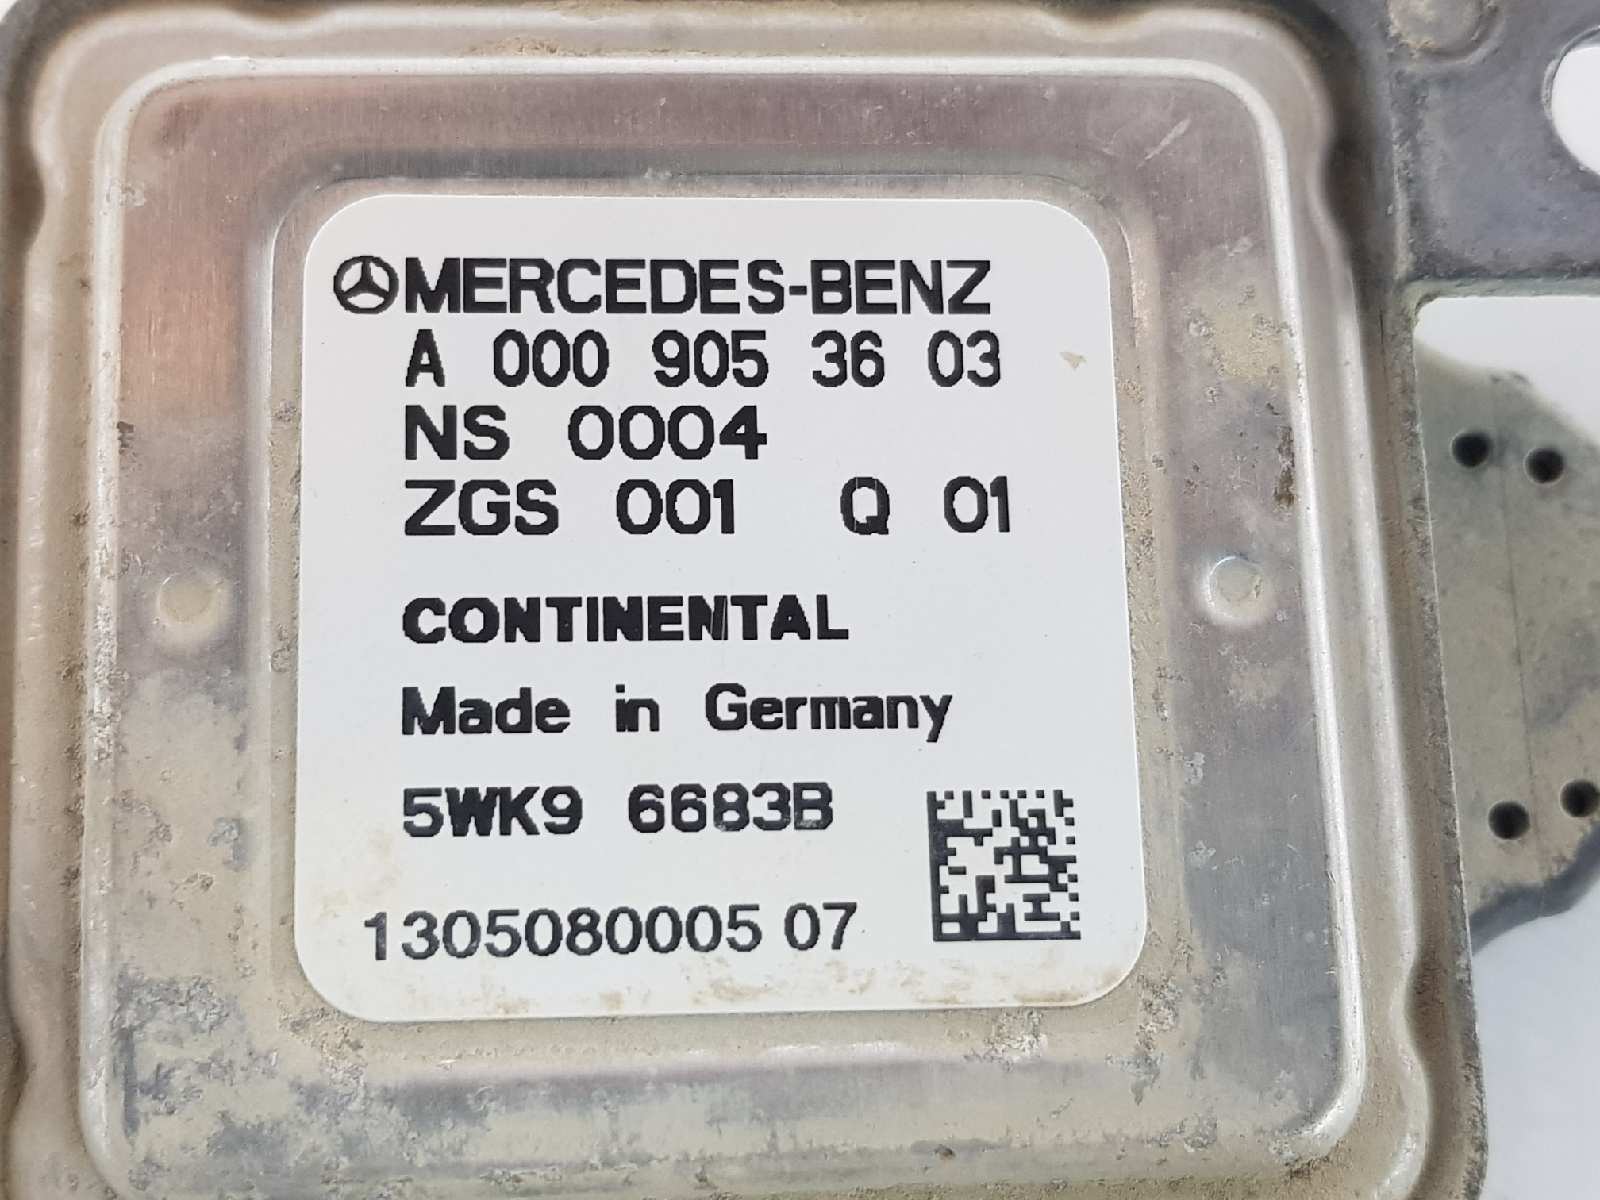 MERCEDES-BENZ
A 000 905 36 03
NS 0004
ZGS 001 Q 01
CONTINENTAL
Made in Germany
5WK9 6683B
1305080005 07